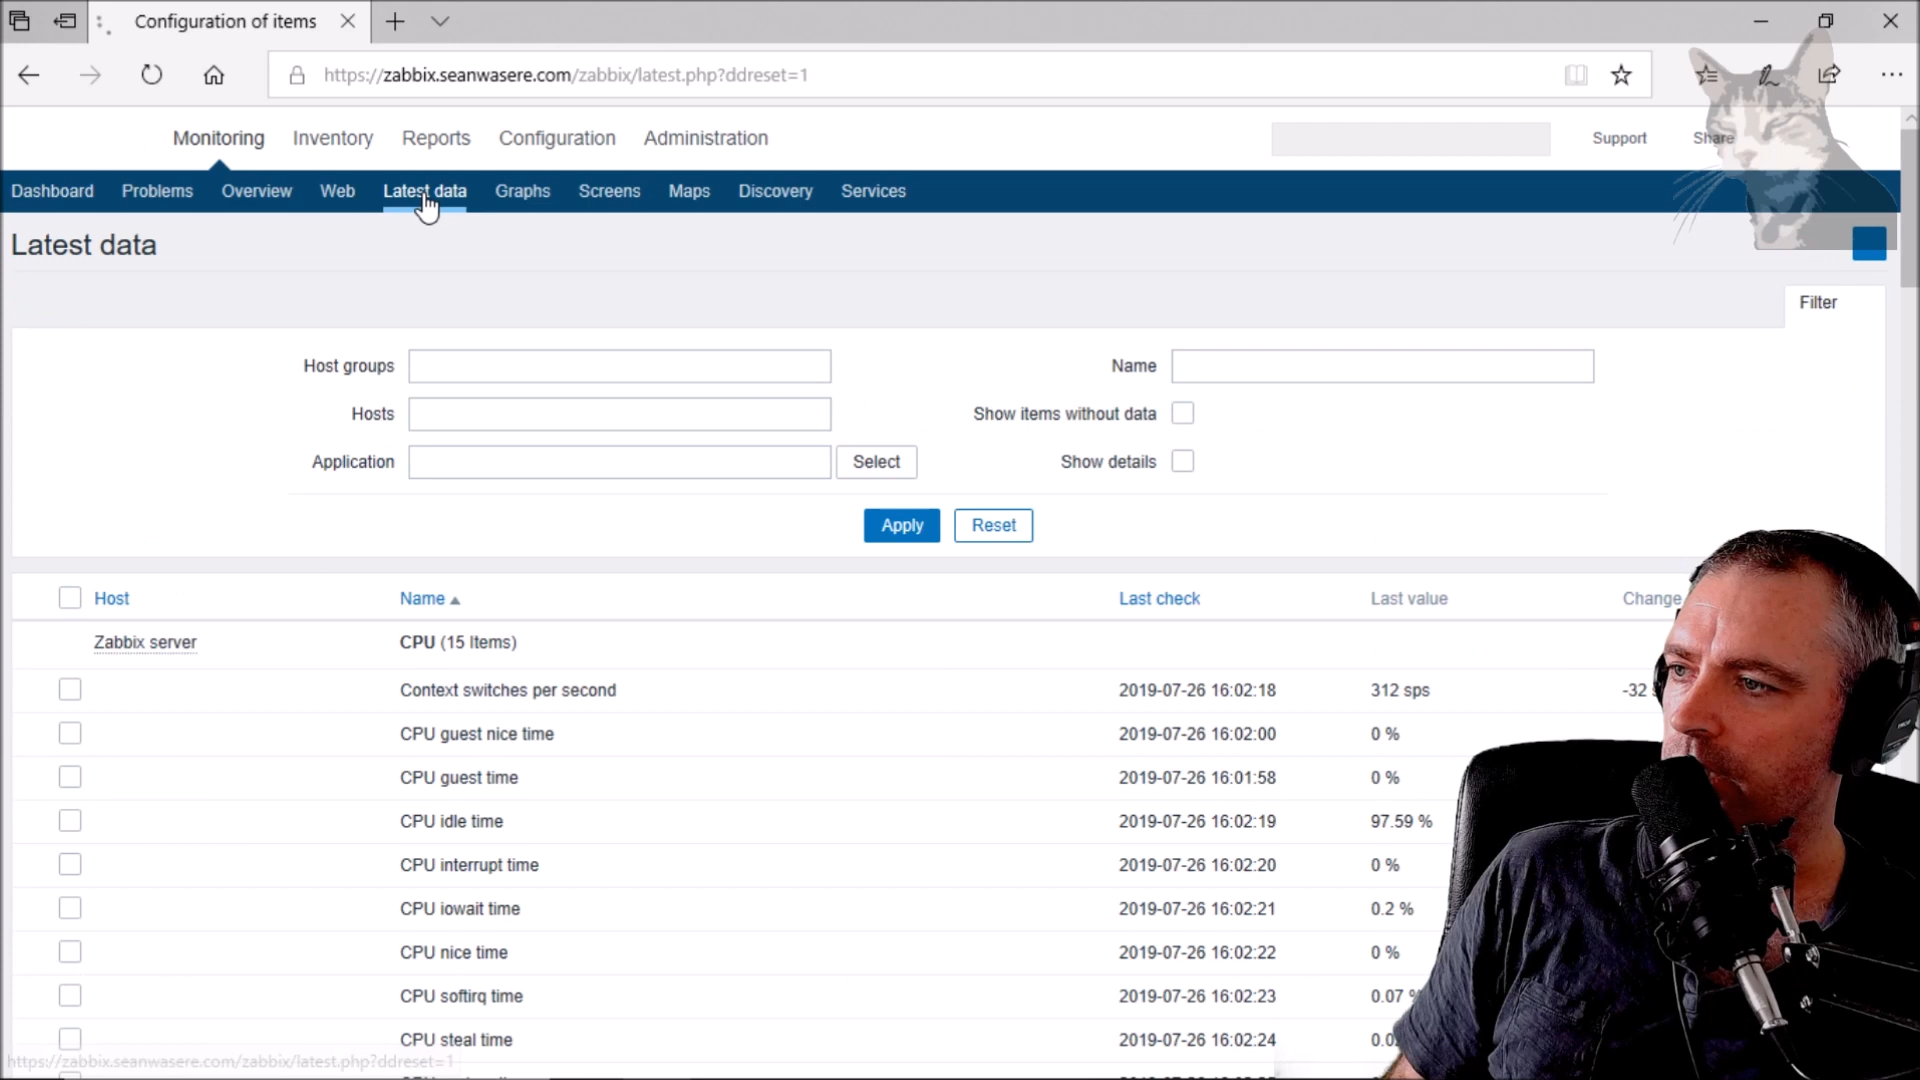 Configuration of items
https://zabbix.seanwasere.com/zabbix/latest.php?ddreset=1
Monitoring Inventory Reports Configuration Administration Support Share
Dashboard Problems Overview Web Latest data Graphs Screens Maps Discovery Services
Latest data
Filter
Host groups Name
Hosts Show items without data
Application Select Show details
Apply Reset
Host Name Last check Last value Change
Zabbix server CPU (15 Items)
Context switches per second 2019-07-26 16:02:18 312 sps -32
CPU guest nice time 2019-07-26 16:02:00 0 %
CPU guest time 2019-07-26 16:01:58 0 %
CPU idle time 2019-07-26 16:02:19 97.59 %
CPU interrupt time 2019-07-26 16:02:20 0 %
CPU iowait time 2019-07-26 16:02:21 0.2 %
CPU nice time 2019-07-26 16:02:22 0 %
CPU softirq time 2019-07-26 16:02:23 0.07 %
CPU steal time 2019-07-26 16:02:24
https://zabbix.seanwasere.com/zabbix/latest.php?ddreset=1